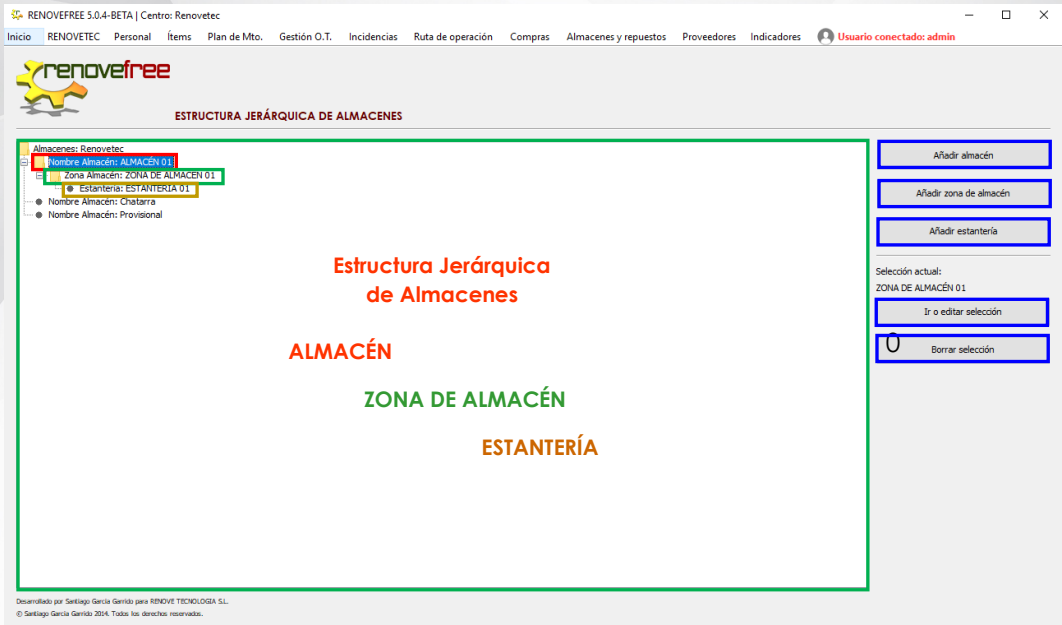 RENOVEFREE 5.0.4-BETA | Centro: Renovetec
Inicio RENOVETEC Personal Ítems Plan de Mto. Gestión O.T. Incidencias Ruta de operación Compras Almacenes y repuestos Proveedores Indicadores Usuario conectado: admin
renovefree
ESTRUCTURA JERÁRQUICA DE ALMACENES
Almacenes: Renovetec
Nombre Almacén: ALMACÉN 01
Zona Almacén: ZONA DE ALMACÉN 01
Estantería: ESTANTERÍA 01
Nombre Almacén: Chatarra
Nombre Almacén: Provisional
Estructura Jerárquica
de Almacenes
ALMACÉN
ZONA DE ALMACÉN
ESTANTERÍA
Añadir almacén
Añadir zona de almacén
Añadir estantería
Selección actual:
ZONA DE ALMACÉN 01
Ir o editar selección
0
Borrar selección
Desarrollado por Santiago García Garrido para RENOVE TECNOLOGIA S.L.
© Santiago García Garrido 2014. Todos los derechos reservados.